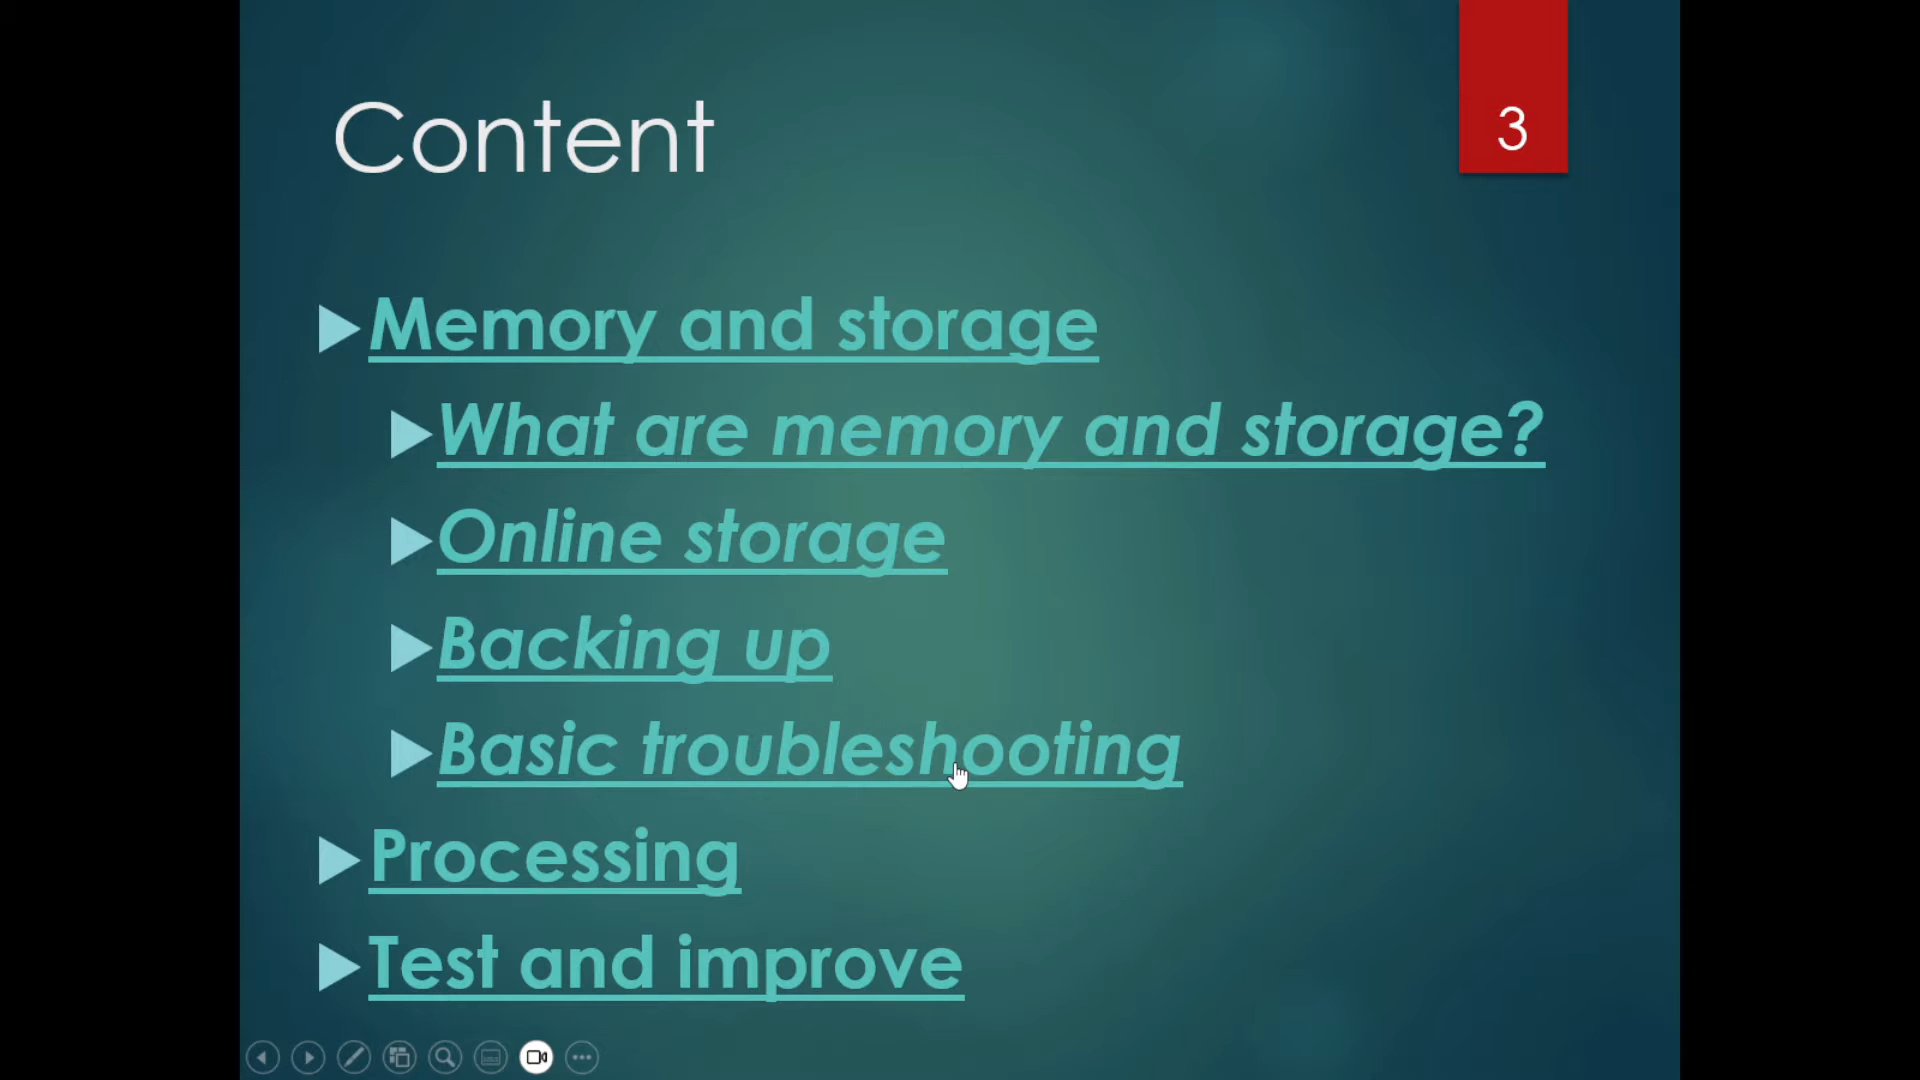 Content
3
Memory and storage
What are memory and storage?
Online storage
Backing up
Basic troubleshooting
Processing
Test and improve